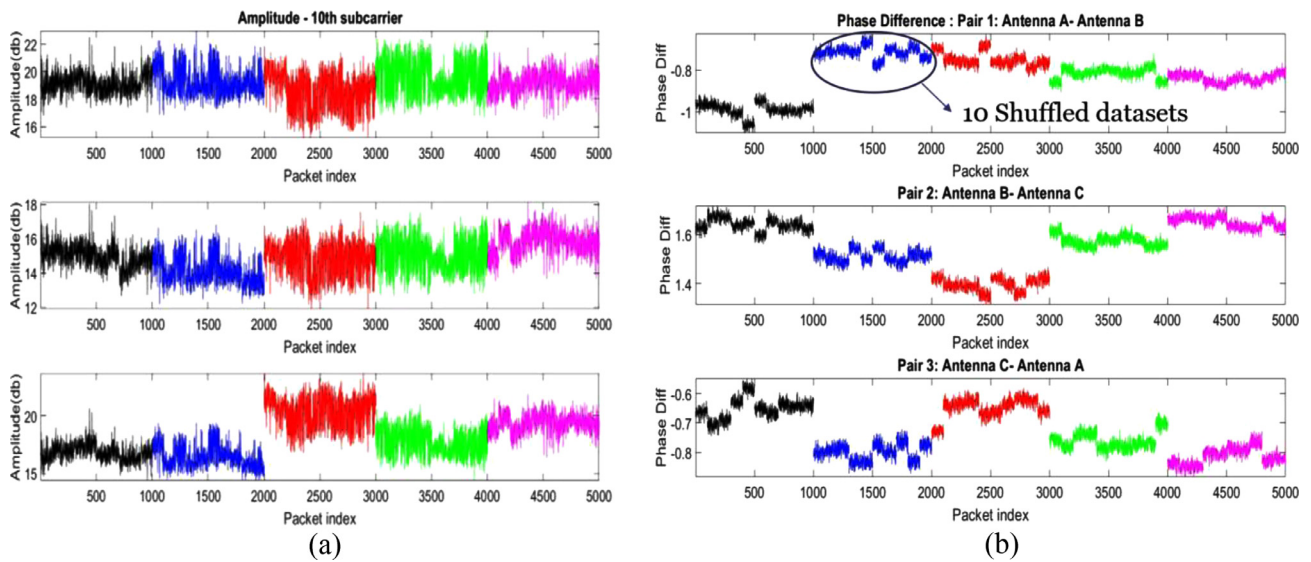 Amplitude - 10th subcarrier
Amplitude(db)
22
20
18
16
500 1000 1500 2000 2500 3000 3500 4000 4500 5000
Packet index
Amplitude(db)
18
16
14
12
500 1000 1500 2000 2500 3000 3500 4000 4500 5000
Packet index
Amplitude(db)
20
15
500 1000 1500 2000 2500 3000 3500 4000 4500 5000
Packet index
(a)
Phase Difference : Pair 1: Antenna A- Antenna B
Phase Diff
-0.8
-1
10 Shuffled datasets
500 1000 1500 2000 2500 3000 3500 4000 4500 5000
Packet index
Pair 2: Antenna B- Antenna C
Phase Diff
1.6
1.4
500 1000 1500 2000 2500 3000 3500 4000 4500 5000
Packet index
Pair 3: Antenna C- Antenna A
Phase Diff
-0.6
-0.7
-0.8
500 1000 1500 2000 2500 3000 3500 4000 4500 5000
Packet index
(b)